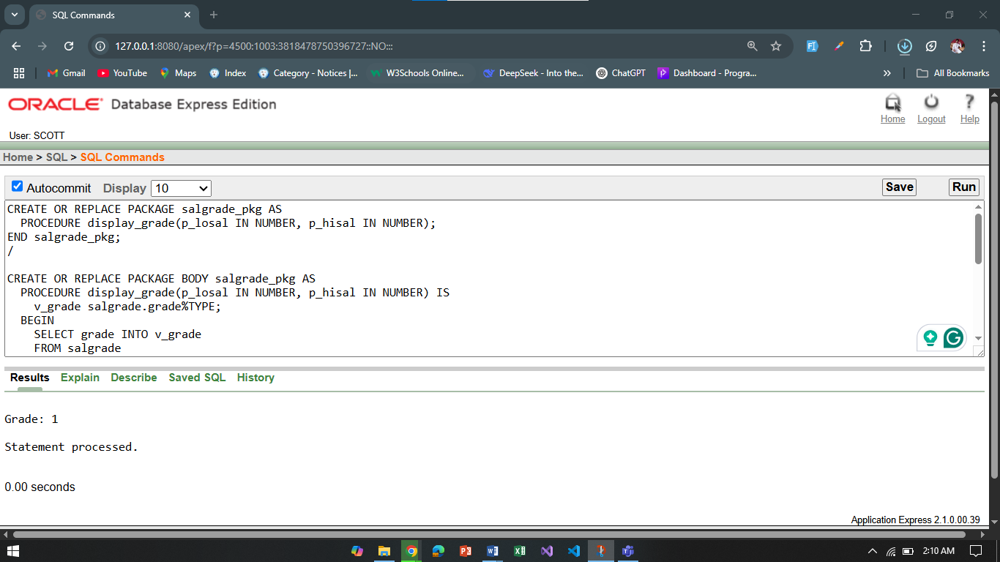 SQL Commands
127.0.0.1:8080/apex/f?p=4500:1003:3818478750396727::NO:::
Gmail YouTube Maps Index Category - Notices |... W3Schools Online... DeepSeek - Into the... ChatGPT Dashboard - Progra... » All Bookmarks
ORACLE Database Express Edition
Home Logout Help
User: SCOTT
Home > SQL > SQL Commands
Autocommit Display 10 Save Run
CREATE OR REPLACE PACKAGE salgrade_pkg AS
PROCEDURE display_grade(p_losal IN NUMBER, p_hisal IN NUMBER);
END salgrade_pkg;
/
CREATE OR REPLACE PACKAGE BODY salgrade_pkg AS
PROCEDURE display_grade(p_losal IN NUMBER, p_hisal IN NUMBER) IS
v_grade salgrade.grade%TYPE;
BEGIN
SELECT grade INTO v_grade
FROM salgrade
Results Explain Describe Saved SQL History
Grade: 1
Statement processed.
0.00 seconds
Application Express 2.1.0.00.39
2:10 AM